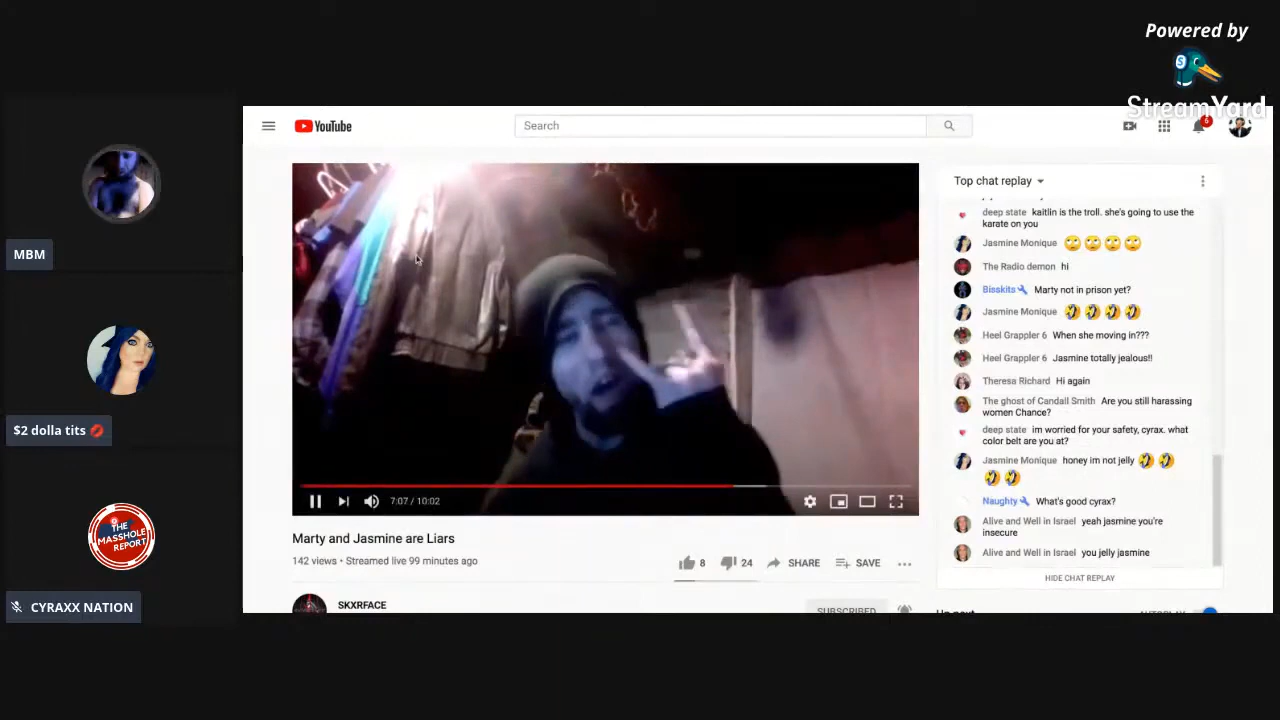 Powered by
StreamYard
YouTube
Search
6
MBM
$2 dolla tits
THE
MASSHOLE
REPORT
CYRAXX NATION
7:07 / 10:02
Marty and Jasmine are Liars
142 views • Streamed live 99 minutes ago
8
24
SHARE
SAVE
SKXRFACE
SUBSCRIBED
Top chat replay
deep state kaitlin is the troll. she's going to use the
karate on you
Jasmine Monique 🙄🙄🙄🙄
The Radio demon hi
Bisskits Marty not in prison yet?
Jasmine Monique 🤣🤣🤣🤣
Heel Grappler 6 When she moving in???
Heel Grappler 6 Jasmine totally jealous!!
Theresa Richard Hi again
The ghost of Candall Smith Are you still harassing
women Chance?
deep state im worried for your safety, cyrax. what
color belt are you at?
Jasmine Monique honey im not jelly 🤣🤣
🤣🤣
Naughty What's good cyrax?
Alive and Well in Israel yeah jasmine you're
insecure
Alive and Well in Israel you jelly jasmine
HIDE CHAT REPLAY
Up next
AUTOPLAY